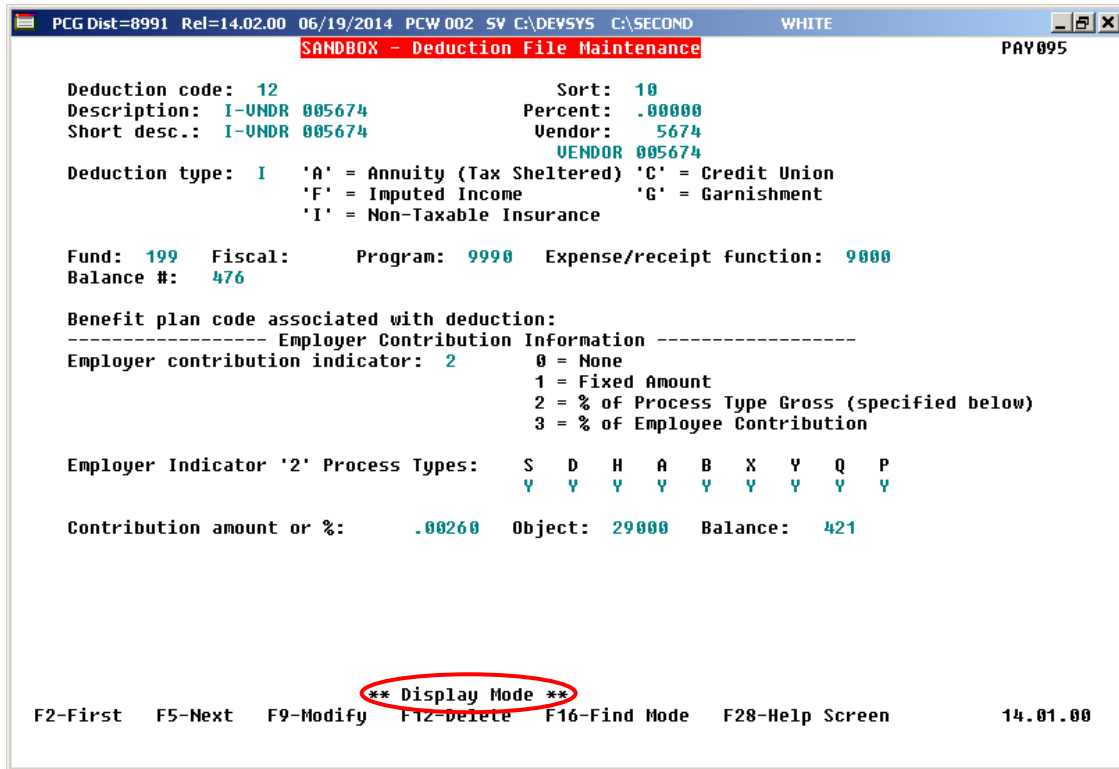 PCG Dist=8991 Rel=14.02.00 06/19/2014 PCW 002 SV C:\DEVSYS C:\SECOND WHITE
SANDBOX - Deduction File Maintenance PAY095
Deduction code: 12 Sort: 10
Description: I-VNDR 005674 Percent: .00000
Short desc.: I-VNDR 005674 Vendor: 5674
VENDOR 005674
Deduction type: I 'A' = Annuity (Tax Sheltered) 'C' = Credit Union
'F' = Imputed Income 'G' = Garnishment
'I' = Non-Taxable Insurance
Fund: 199 Fiscal: Program: 9990 Expense/receipt function: 9000
Balance #: 476
Benefit plan code associated with deduction:
------------------ Employer Contribution Information ------------------
Employer contribution indicator: 2 0 = None
1 = Fixed Amount
2 = % of Process Type Gross (specified below)
3 = % of Employee Contribution
Employer Indicator '2' Process Types: S D H A B X Y Q P
Y Y Y Y Y Y Y Y Y
Contribution amount or %: .00260 Object: 29000 Balance: 421
** Display Mode **
F2-First F5-Next F9-Modify F12-Delete F16-Find Mode F28-Help Screen 14.01.00